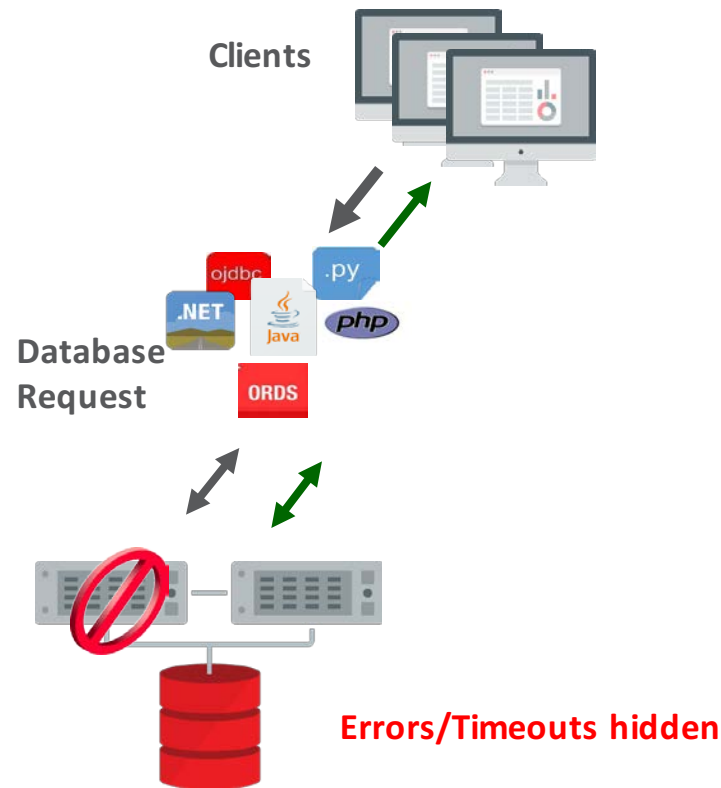 Clients
ojdbc
.py
.NET
Java
php
Database
Request
ORDS
Errors/Timeouts hidden